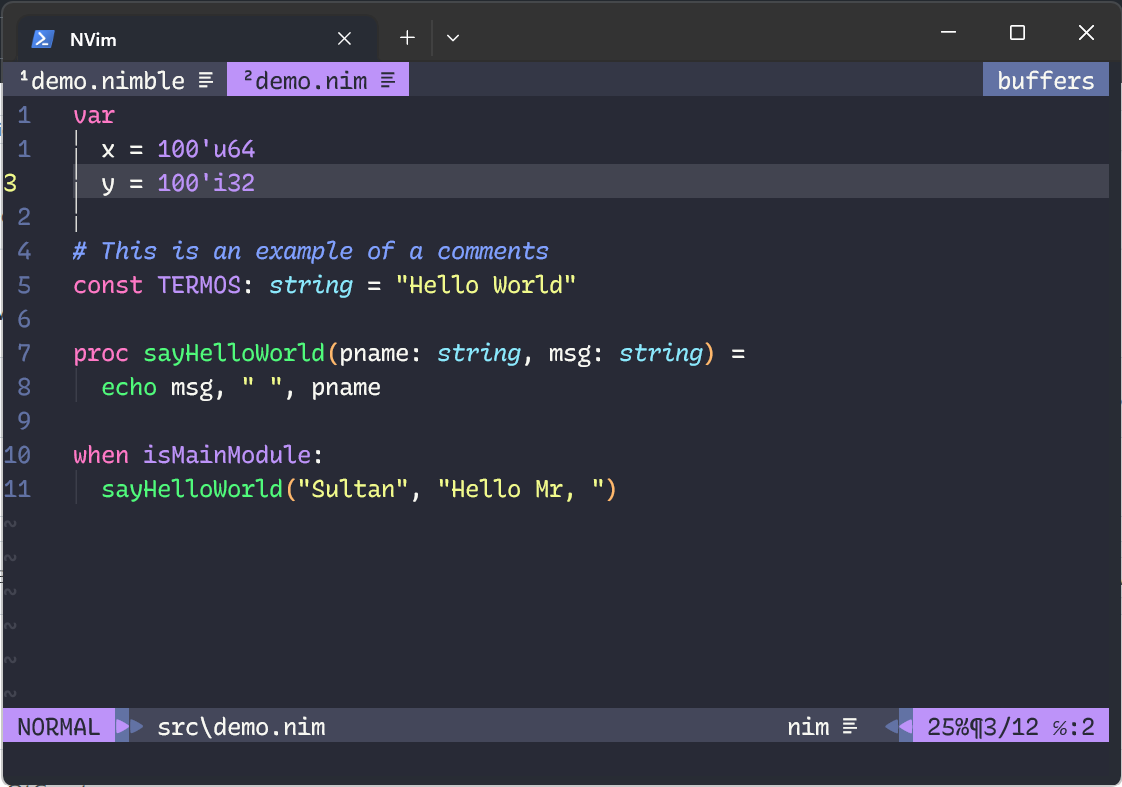 NVim
¹demo.nimble ²demo.nim buffers
1 var
1 x = 100'u64
3 y = 100'i32
2
4 # This is an example of a comments
5 const TERMOS: string = "Hello World"
6
7 proc sayHelloWorld(pname: string, msg: string) =
8 echo msg, " ", pname
9
10 when isMainModule:
11 sayHelloWorld("Sultan", "Hello Mr, ")
~
~
~
~
~
~
NORMAL src\demo.nim nim 25%¶3/12 ℅:2